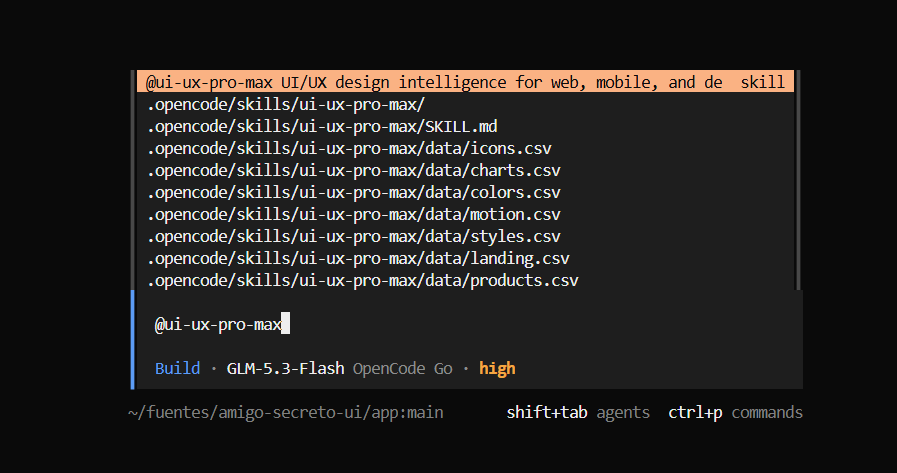 @ui-ux-pro-max UI/UX design intelligence for web, mobile, and de  skill
.opencode/skills/ui-ux-pro-max/
.opencode/skills/ui-ux-pro-max/SKILL.md
.opencode/skills/ui-ux-pro-max/data/icons.csv
.opencode/skills/ui-ux-pro-max/data/charts.csv
.opencode/skills/ui-ux-pro-max/data/colors.csv
.opencode/skills/ui-ux-pro-max/data/motion.csv
.opencode/skills/ui-ux-pro-max/data/styles.csv
.opencode/skills/ui-ux-pro-max/data/landing.csv
.opencode/skills/ui-ux-pro-max/data/products.csv
@ui-ux-pro-max
Build · GLM-5.3-Flash OpenCode Go · high
~/fuentes/amigo-secreto-ui/app:main shift+tab agents ctrl+p commands